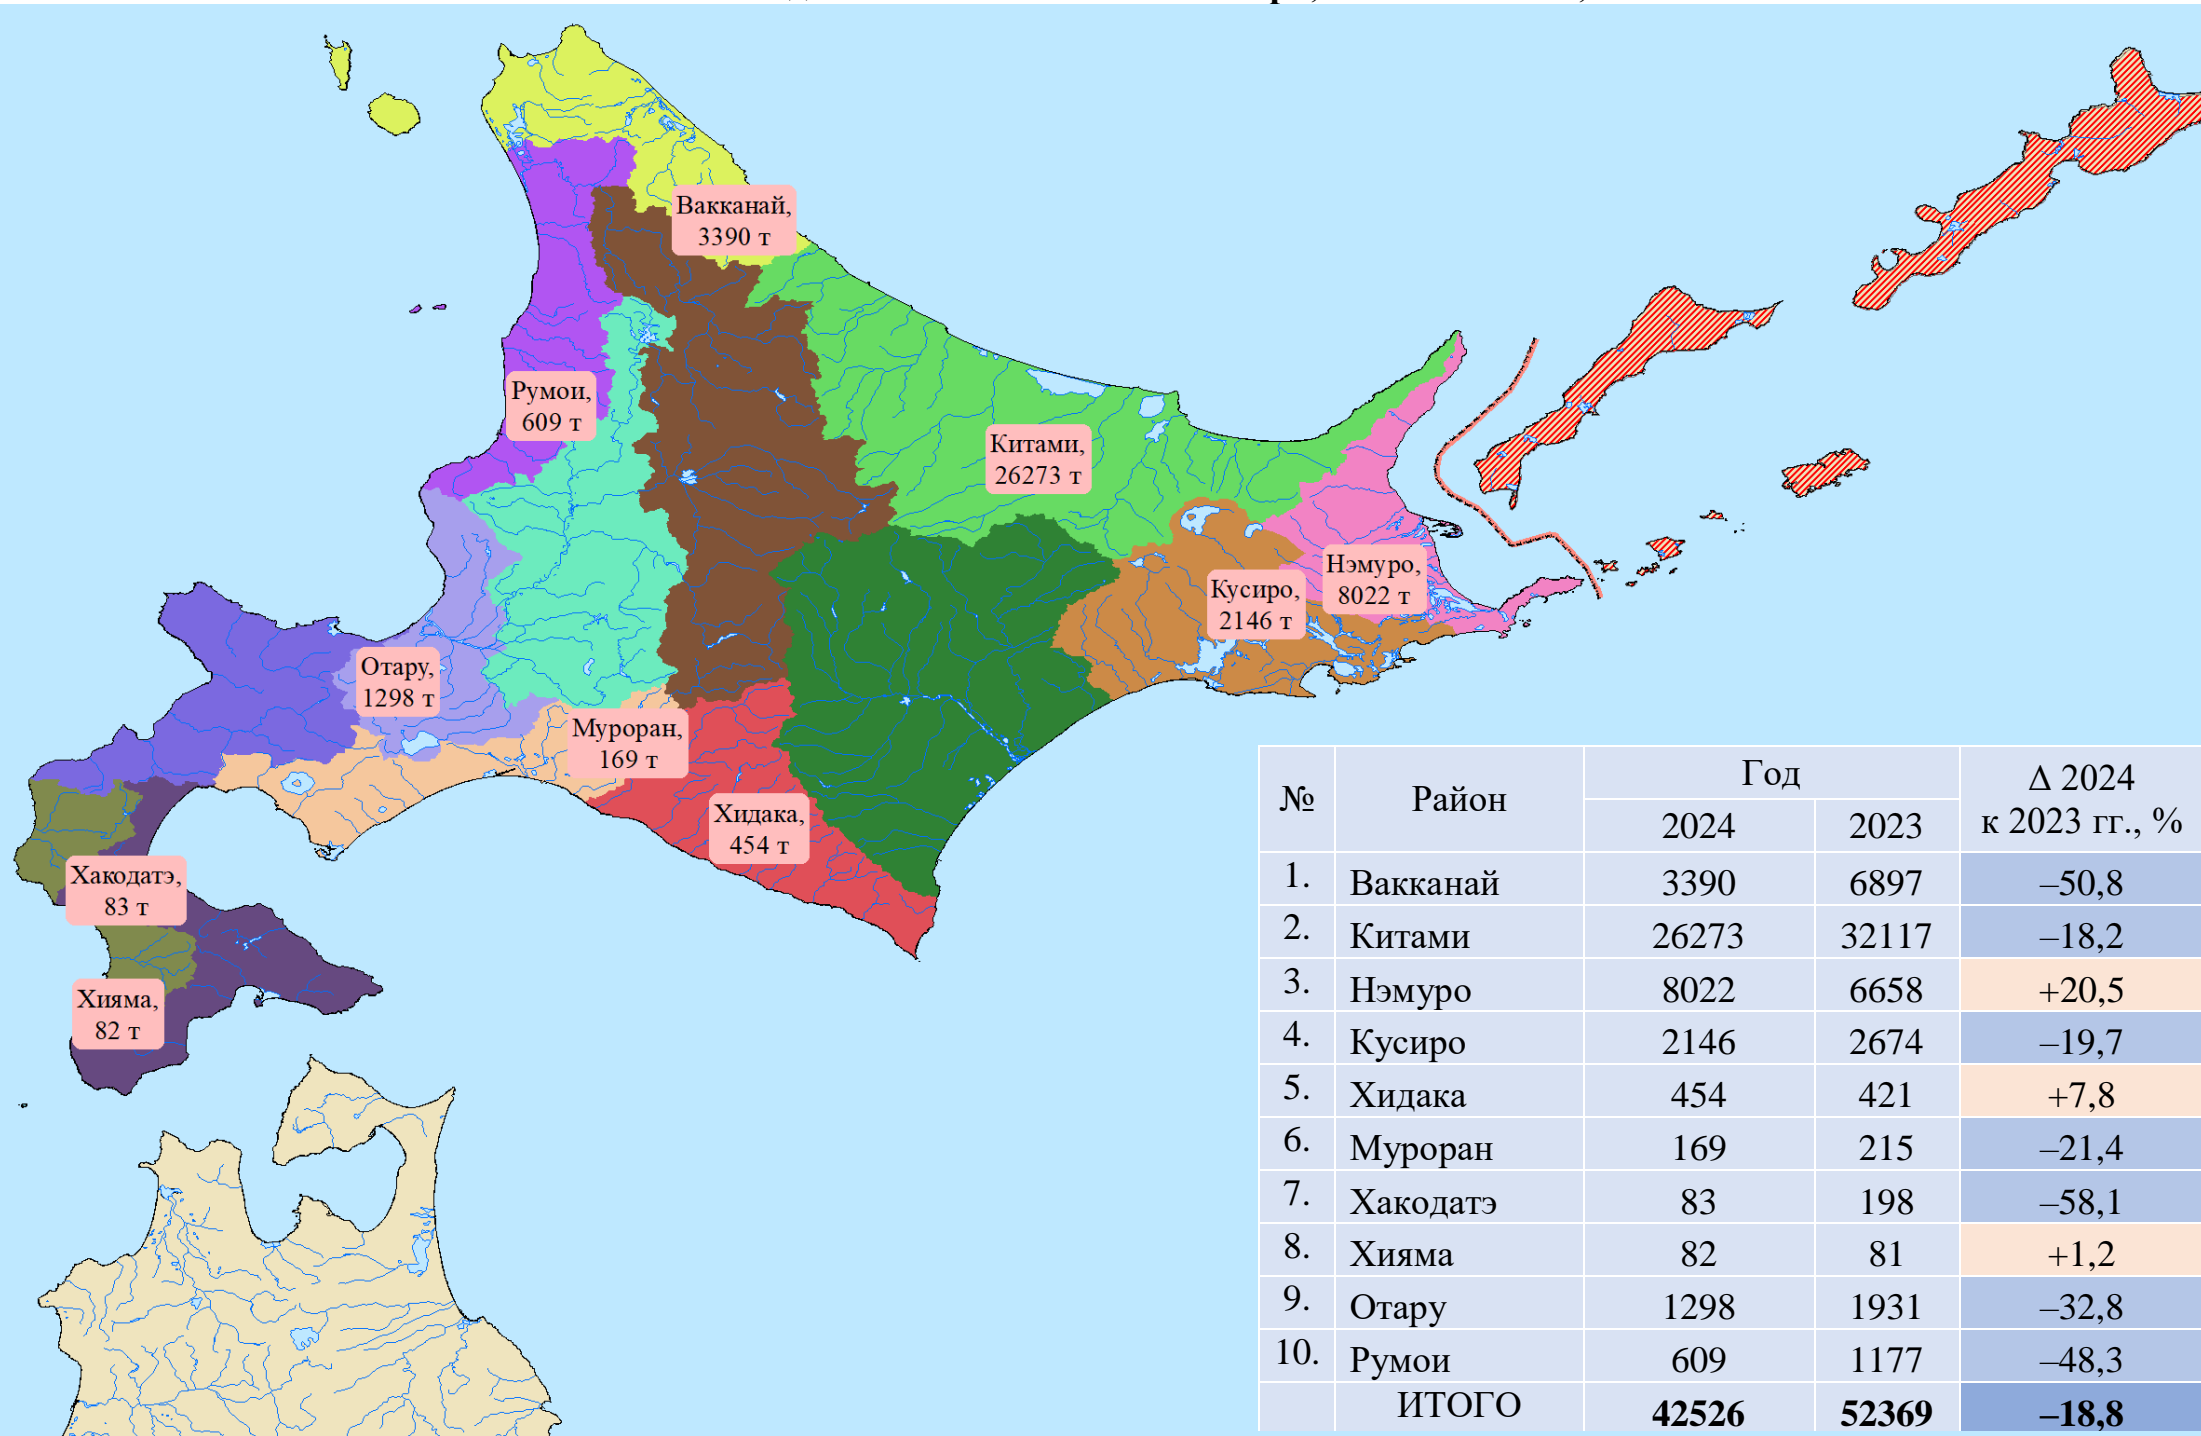 Вакканай,
3390 т
Румои,
609 т
Китами,
26273 т
Нэмуро,
8022 т
Кусиро,
2146 т
Отару,
1298 т
Муроран,
169 т
Хидака,
454 т
Хакодатэ,
83 т
Хияма,
82 т
№ Район Год Δ 2024
2024 2023 к 2023 гг., %
1. Вакканай 3390 6897 –50,8
2. Китами 26273 32117 –18,2
3. Нэмуро 8022 6658 +20,5
4. Кусиро 2146 2674 –19,7
5. Хидака 454 421 +7,8
6. Муроран 169 215 –21,4
7. Хакодатэ 83 198 –58,1
8. Хияма 82 81 +1,2
9. Отару 1298 1931 –32,8
10. Румои 609 1177 –48,3
ИТОГО 42526 52369 –18,8